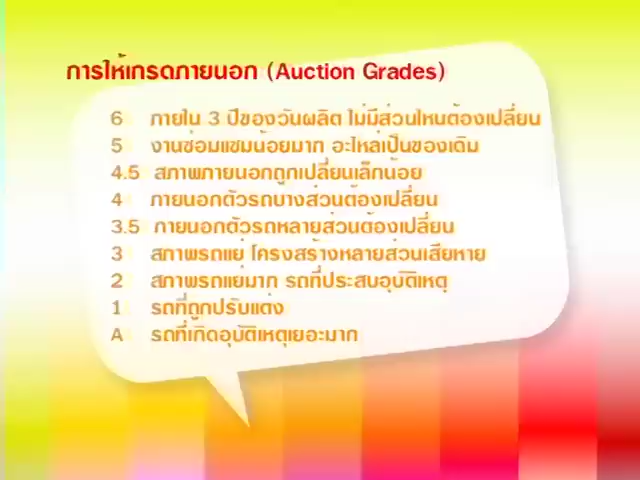 การให้เกรดภายนอก (Auction Grades)
6 ภายใน 3 ปีของวันผลิต ไม่มีส่วนไหนต้องเปลี่ยน
5 งานซ่อมแซมน้อยมาก อะไหล่เป็นของเดิม
4.5 สภาพภายนอกถูกเปลี่ยนเล็กน้อย
4 ภายนอกตัวรถบางส่วนต้องเปลี่ยน
3.5 ภายนอกตัวรถหลายส่วนต้องเปลี่ยน
3 สภาพรถแย่ โครงสร้างหลายส่วนเสียหาย
2 สภาพรถแย่มาก รถที่ประสบอุบัติเหตุ
1 รถที่ถูกปรับแต่ง
A รถที่เกิดอุบัติเหตุเยอะมาก